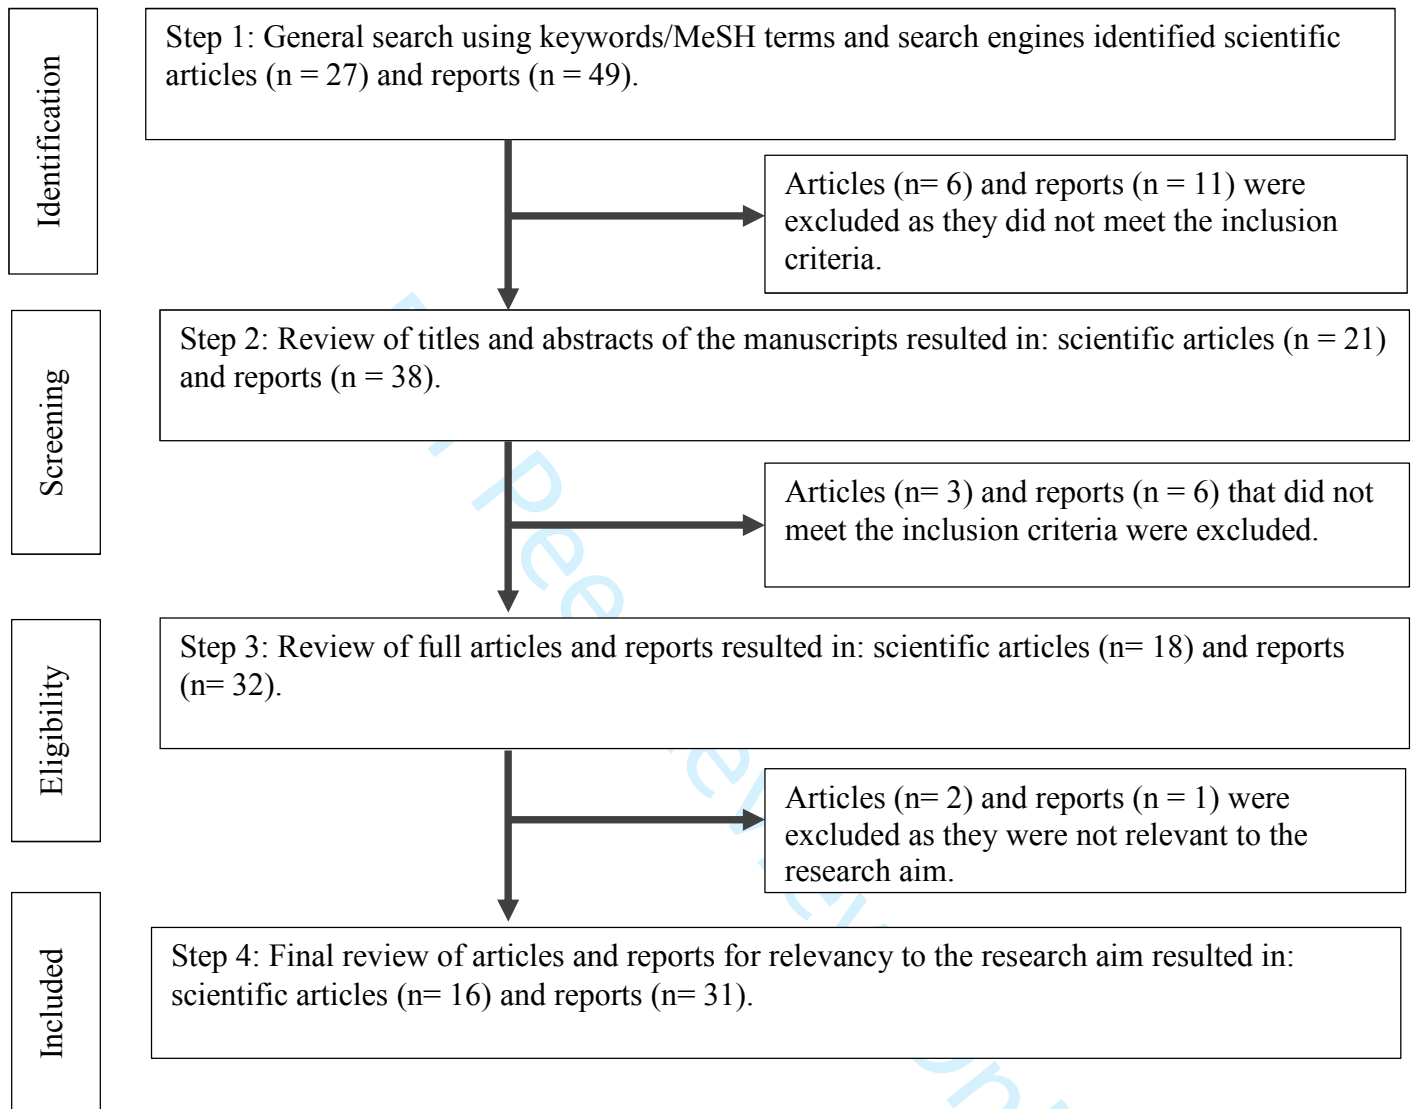 Identification
Step 1: General search using keywords/MeSH terms and search engines identified scientific
articles (n = 27) and reports (n = 49).
Articles (n= 6) and reports (n = 11) were
excluded as they did not meet the inclusion
criteria.
Screening
Step 2: Review of titles and abstracts of the manuscripts resulted in: scientific articles (n = 21)
and reports (n = 38).
Articles (n= 3) and reports (n = 6) that did not
meet the inclusion criteria were excluded.
Eligibility
Step 3: Review of full articles and reports resulted in: scientific articles (n= 18) and reports
(n= 32).
Articles (n= 2) and reports (n = 1) were
excluded as they were not relevant to the
research aim.
Included
Step 4: Final review of articles and reports for relevancy to the research aim resulted in:
scientific articles (n= 16) and reports (n= 31).